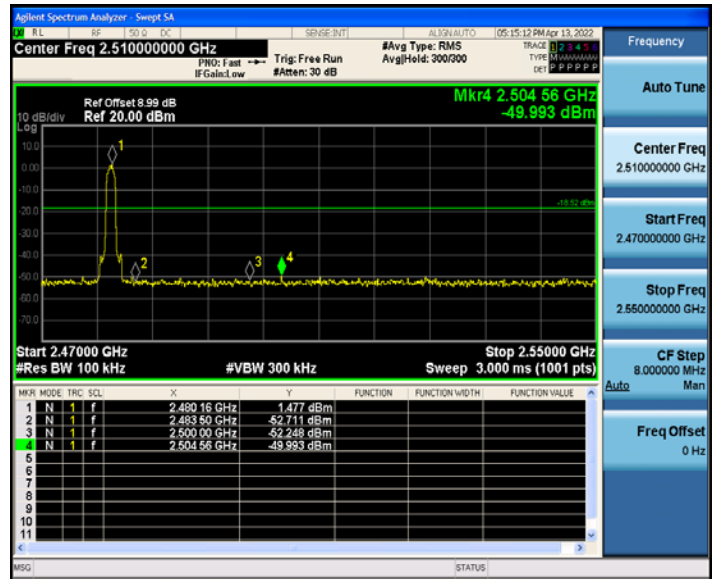 Agilent Spectrum Analyzer - Swept SA
RL RF 50 Ω DC SENSE:INT ALIGNAUTO 05:15:12 PM Apr 13, 2022
Center Freq 2.510000000 GHz
PNO: Fast
IFGain:Low
Trig: Free Run
#Atten: 30 dB
#Avg Type: RMS
Avg|Hold: 300/300
TRACE 1 2 3 4 5 6
TYPE M
DET P P P P P P
Frequency
Auto Tune
Center Freq
2.510000000 GHz
Start Freq
2.470000000 GHz
Stop Freq
2.550000000 GHz
CF Step
8.000000 MHz
Auto Man
Freq Offset
0 Hz
Mkr4 2.504 56 GHz
-49.993 dBm
Ref Offset 8.99 dB
10 dB/div Ref 20.00 dBm
Log
10.0
0.00
-10.0
-20.0
-30.0
-40.0
-50.0
-60.0
-70.0
1
2
3
4
-18.52 dBm
Start 2.47000 GHz Stop 2.55000 GHz
#Res BW 100 kHz #VBW 300 kHz Sweep 3.000 ms (1001 pts)
MKR MODE TRC SCL X Y FUNCTION FUNCTION WIDTH FUNCTION VALUE
1 N 1 f 2.480 16 GHz 1.477 dBm
2 N 1 f 2.483 50 GHz -52.711 dBm
3 N 1 f 2.500 00 GHz -52.248 dBm
4 N 1 f 2.504 56 GHz -49.993 dBm
5
6
7
8
9
10
11
MSG STATUS